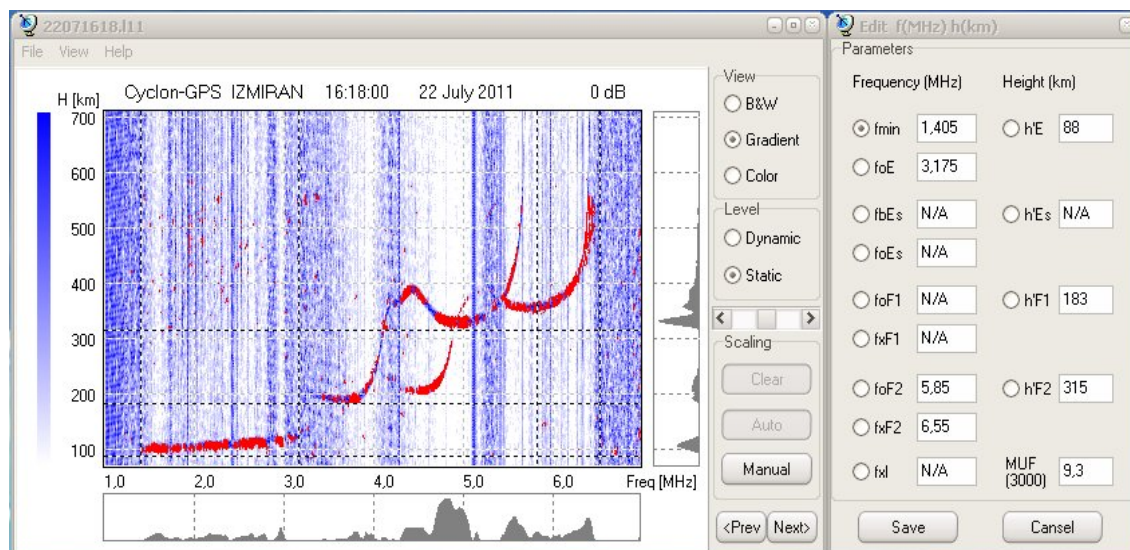 22071618.l11
File View Help
H [km] Cyclon-GPS IZMIRAN 16:18:00 22 July 2011 0 dB
700
600
500
400
300
200
100
1,0 2,0 3,0 4,0 5,0 6,0 Freq [MHz]
View
B&W
Gradient
Color
Level
Dynamic
Static
Scaling
Clear
Auto
Manual
<Prev Next>
Edit f(MHz) h(km)
Parameters
Frequency (MHz) Height (km)
fmin 1,405 h'E 88
foE 3,175
fbEs N/A h'Es N/A
foEs N/A
foF1 N/A h'F1 183
fxF1 N/A
foF2 5,85 h'F2 315
fxF2 6,55
fxI N/A MUF (3000) 9,3
Save Cansel